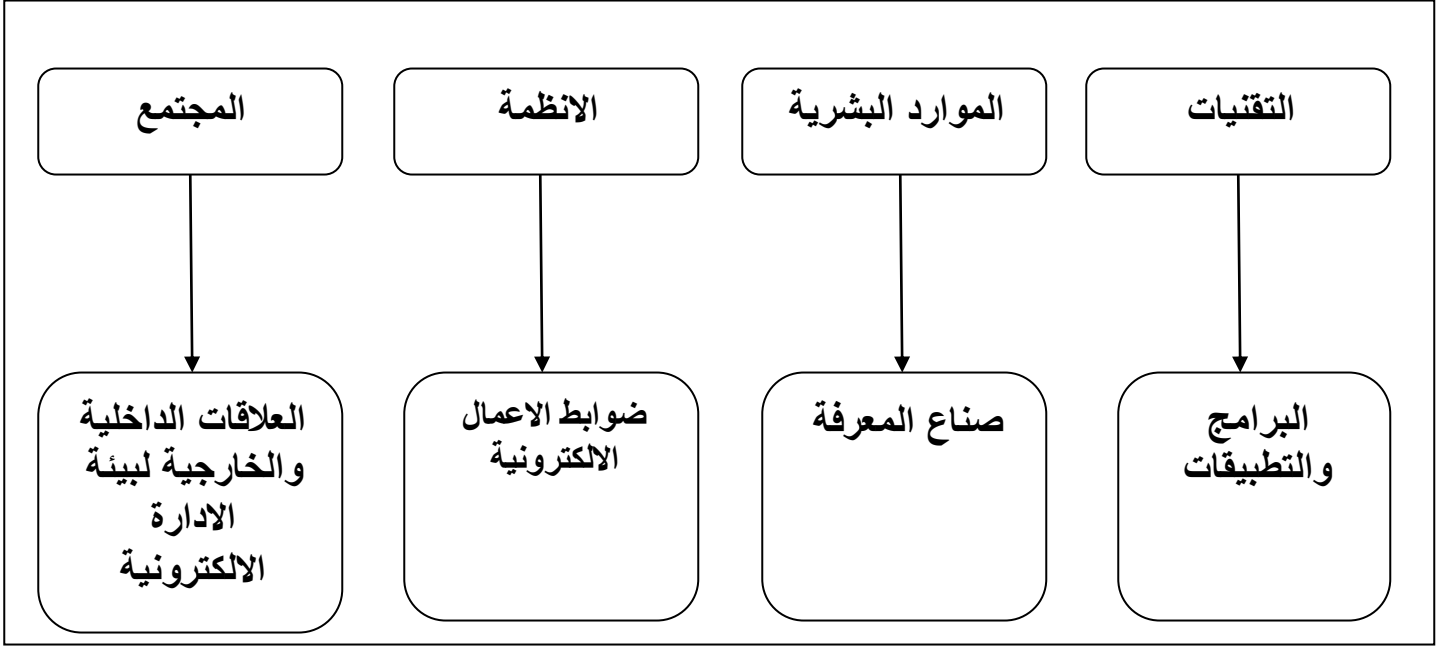 التقنيات
الموارد البشرية
الانظمة
المجتمع
البرامج
والتطبيقات
صناع المعرفة
ضوابط الاعمال
الالكترونية
العلاقات الداخلية
والخارجية لبيئة
الادارة
الالكترونية